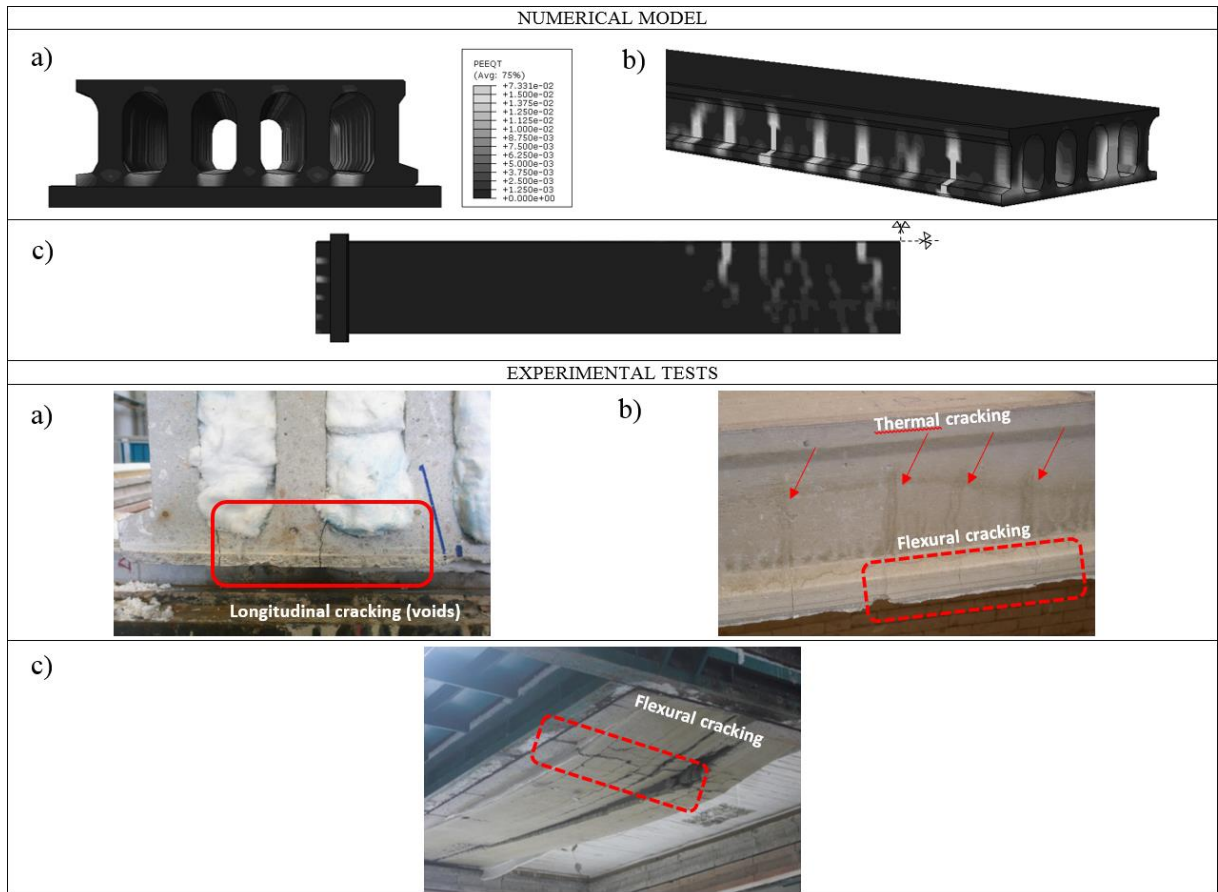 NUMERICAL MODEL
a)
PEEQT
(Avg: 75%)
+7.331e-02
+1.500e-02
+1.375e-02
+1.250e-02
+1.125e-02
+1.000e-02
+8.750e-03
+7.500e-03
+6.250e-03
+5.000e-03
+3.750e-03
+2.500e-03
+1.250e-03
+0.000e+00
b)
c)
EXPERIMENTAL TESTS
a)
Longitudinal cracking (voids)
b)
Thermal cracking
Flexural cracking
c)
Flexural cracking